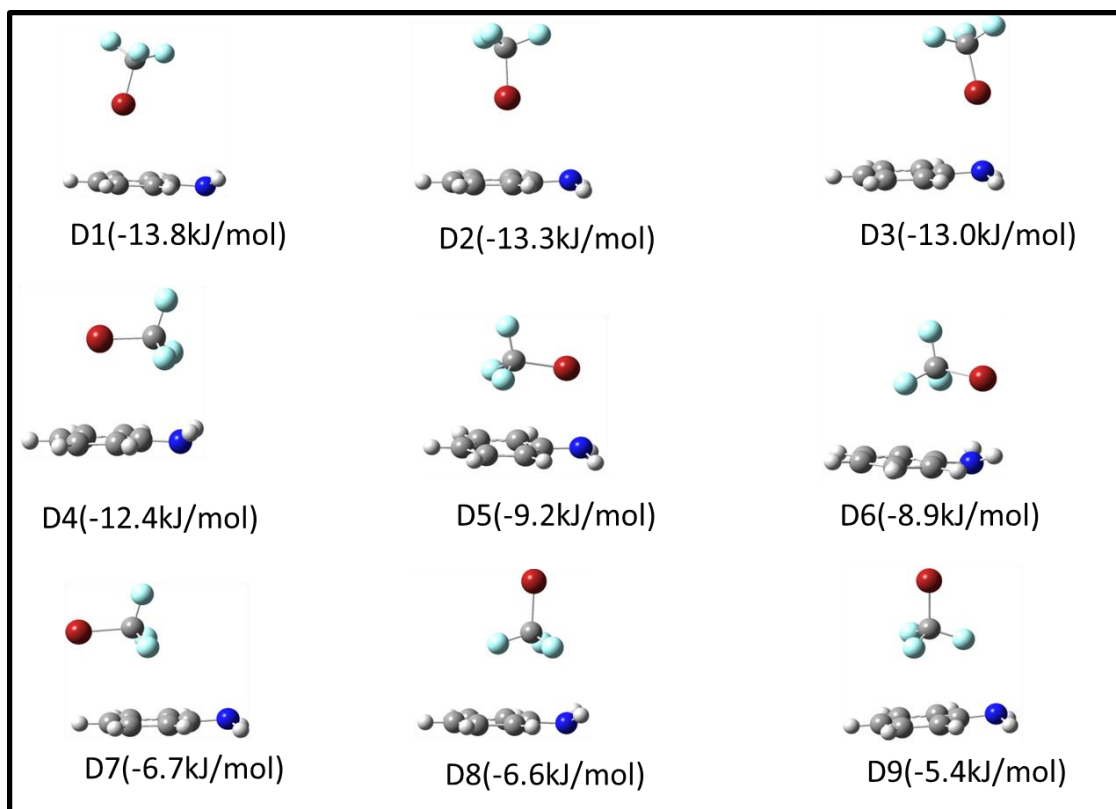 D1(-13.8kJ/mol)
D2(-13.3kJ/mol)
D3(-13.0kJ/mol)
D4(-12.4kJ/mol)
D5(-9.2kJ/mol)
D6(-8.9kJ/mol)
D7(-6.7kJ/mol)
D8(-6.6kJ/mol)
D9(-5.4kJ/mol)